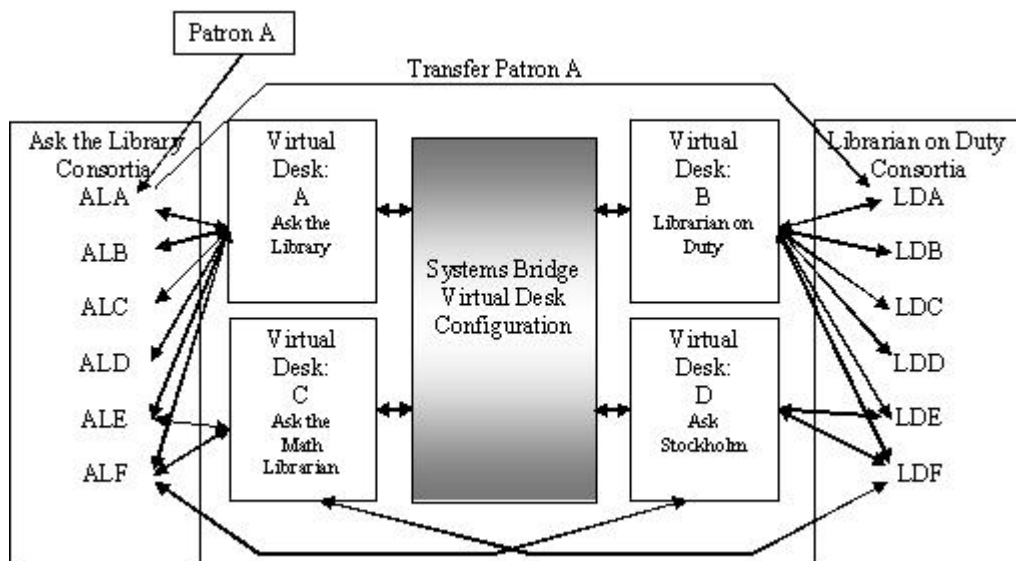 Patron A
Transfer Patron A
Ask the Library
Consortia
ALA
ALB
ALC
ALD
ALE
ALF
Virtual
Desk:
A
Ask the
Library
Virtual
Desk:
C
Ask the
Math
Librarian
Systems Bridge
Virtual Desk
Configuration
Virtual
Desk:
B
Librarian on
Duty
Virtual
Desk:
D
Ask
Stockholm
Librarian on Duty
Consortia
LDA
LDB
LDC
LDD
LDE
LDF